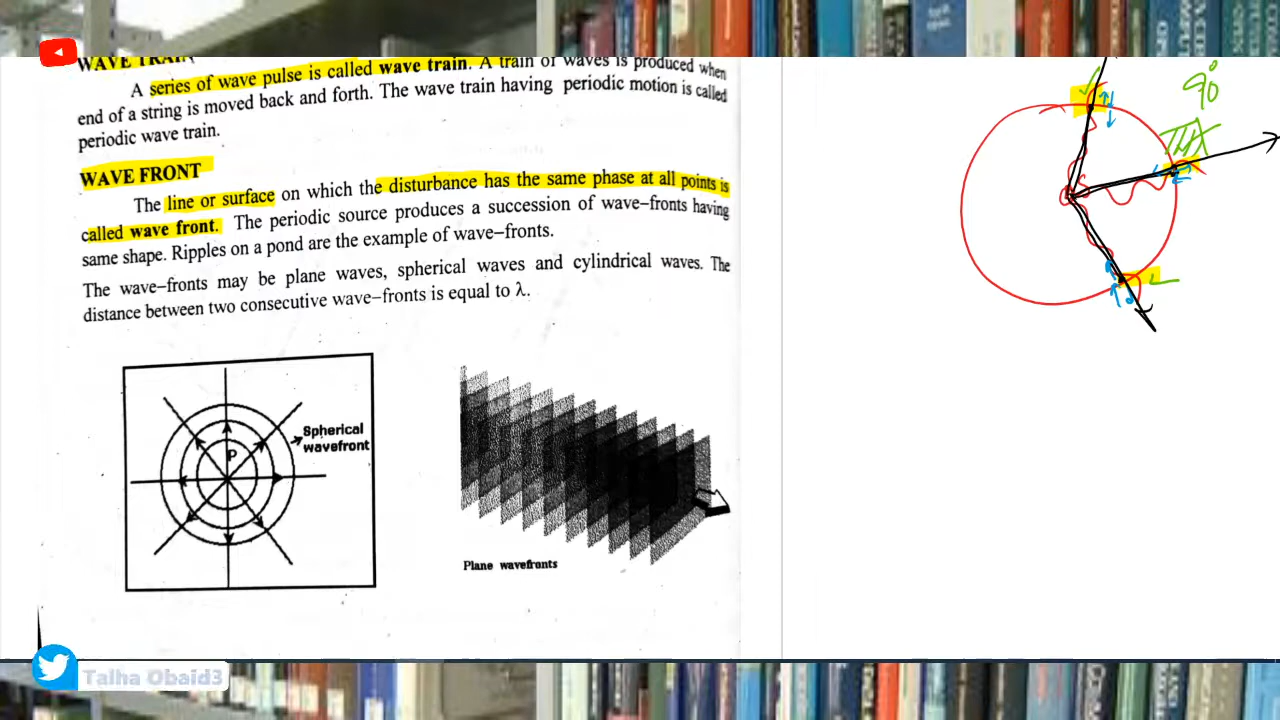 WAVE TRAIN
A series of wave pulse is called wave train. A train of waves is produced when
end of a string is moved back and forth. The wave train having periodic motion is called
periodic wave train.
WAVE FRONT
The line or surface on which the disturbance has the same phase at all points is
called wave front. The periodic source produces a succession of wave-fronts having
same shape. Ripples on a pond are the example of wave-fronts.
The wave-fronts may be plane waves, spherical waves and cylindrical waves. The
distance between two consecutive wave-fronts is equal to λ.
Spherical
wavefront
P
Plane wavefronts
90°
Talha Obaid3